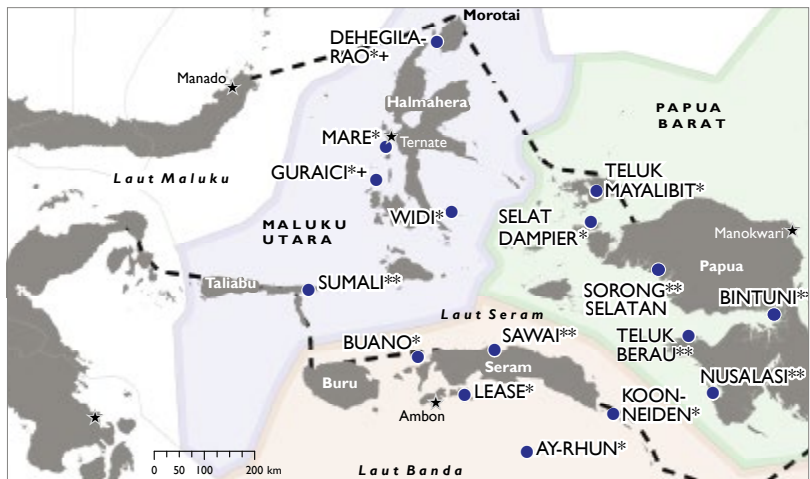 Morotai
DEHEGILA-
RAO*+
Manado
Halmahera
PAPUA
BARAT
MARE*
Ternate
Laut Maluku
GURAICI*+
TELUK
MAYALIBIT*
WIDI*
SELAT
DAMPIER*
MALUKU
UTARA
Manokwari
Papua
Taliabu
SUMALI**
SORONG**
SELATAN
BINTUNI*
Laut Seram
BUANO*
SAWAI**
TELUK
BERAU**
Seram
Buru
NUSALASI**
LEASE*
KOON-
NEIDEN*
Ambon
AY-RHUN*
0 50 100 200 km
Laut Banda